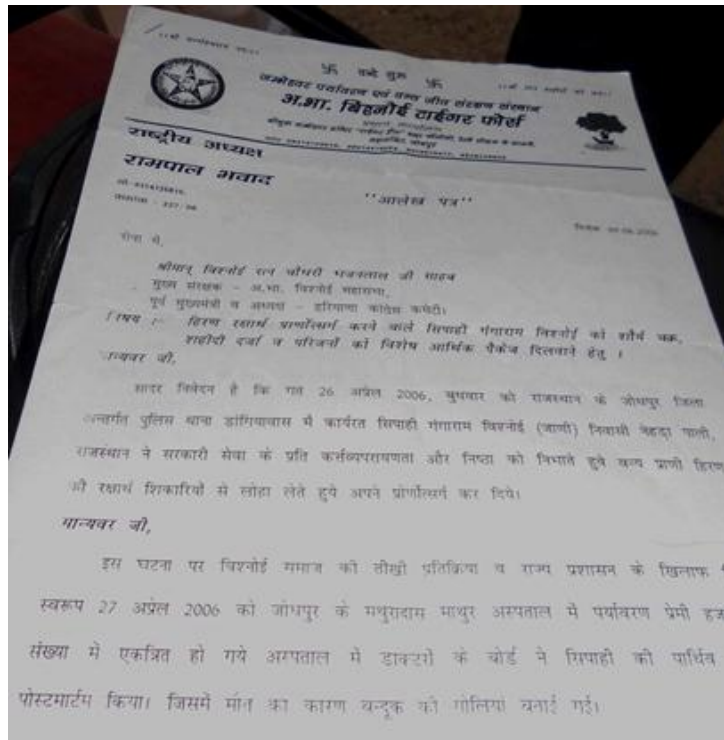 卐 वन्दे गुरू 卐
जम्भेश्वर पर्यावरण एवं वन्य जीव संरक्षण संस्थान
अ.भा. बिश्नोई टाईगर फोर्स
राष्ट्रीय अध्यक्ष
रामपाल भवाद
"आलेख पत्र"
दिनांक
सेवा में,
श्रीमान् बिश्नोई रत्न चौधरी भजनलाल जी साहब
मुख्य संरक्षक - अ.भा. विश्नोई महासभा,
पूर्व मुख्यमंत्री व अध्यक्ष - हरियाणा कांग्रेस कमेटी।
विषय :- हिरण रक्षार्थ प्राणोत्सर्ग करने वाले सिपाही गंगाराम विश्नोई को शौर्य चक्र,
शहीदी दर्जा व परिजनों को विशेष आर्थिक पैकेज दिलवाने हेतु ।
मान्यवर जी,
सादर निवेदन है कि गत 26 अप्रेल 2006, बुधवार को राजस्थान के जोधपुर जिला
अन्तर्गत पुलिस थाना डांगियावास में कार्यरत सिपाही गंगाराम विश्नोई (जाणी) निवासी नेहड़ा पाली,
राजस्थान ने सरकारी सेवा के प्रति कर्त्तव्यपरायणता और निष्ठा को निभाते हुवे वन्य प्राणी हिरण
की रक्षार्थ शिकारियों से लोहा लेते हुये अपने प्रोर्णोत्सर्ग कर दिये।
मान्यवर जी,
इस घटना पर विश्नोई समाज की तीखी प्रतिक्रिया व राज्य प्रशासन के खिलाफ
स्वरूप 27 अप्रेल 2006 को जोधपुर के मथुरादास माथुर अस्पताल में पर्यावरण प्रेमी हज
संख्या में एकत्रित हो गये अस्पताल में डाक्टरों के बोर्ड ने सिपाही की पार्थिव
पोस्टमार्टम किया। जिसमें मौत का कारण बन्दूक की गोलियां बनाई गई।